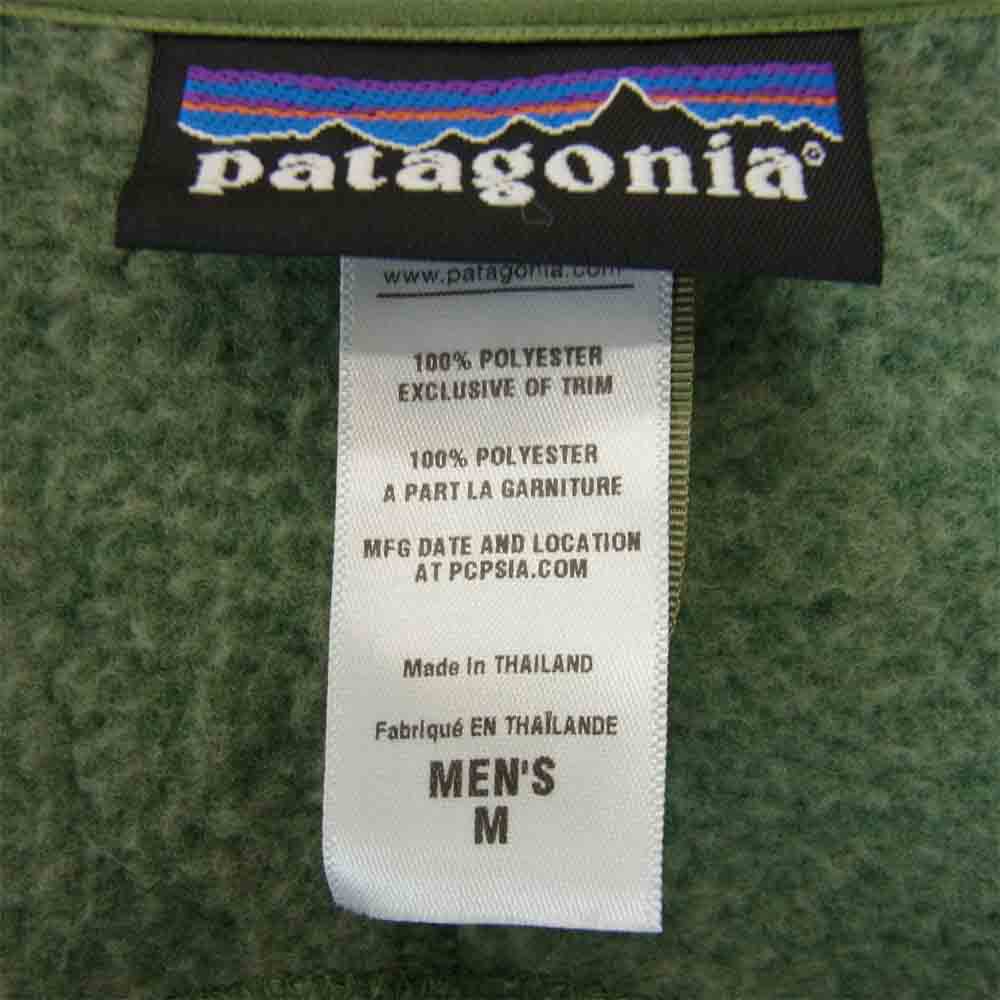 patagonia®
www.patagonia.com
100% POLYESTER
EXCLUSIVE OF TRIM
100% POLYESTER
A PART LA GARNITURE
MFG DATE AND LOCATION
AT PCPSIA.COM
Made in THAILAND
Fabriqué EN THAÏLANDE
MEN'S
M